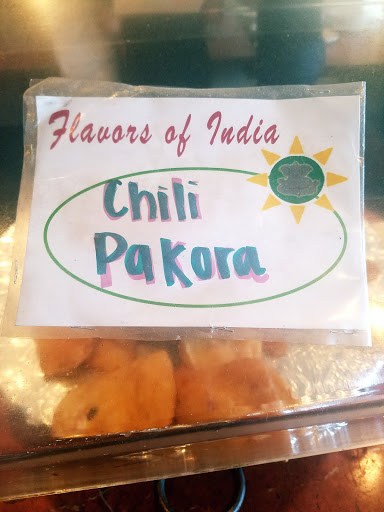 Flavors of India
Chili
Pakora